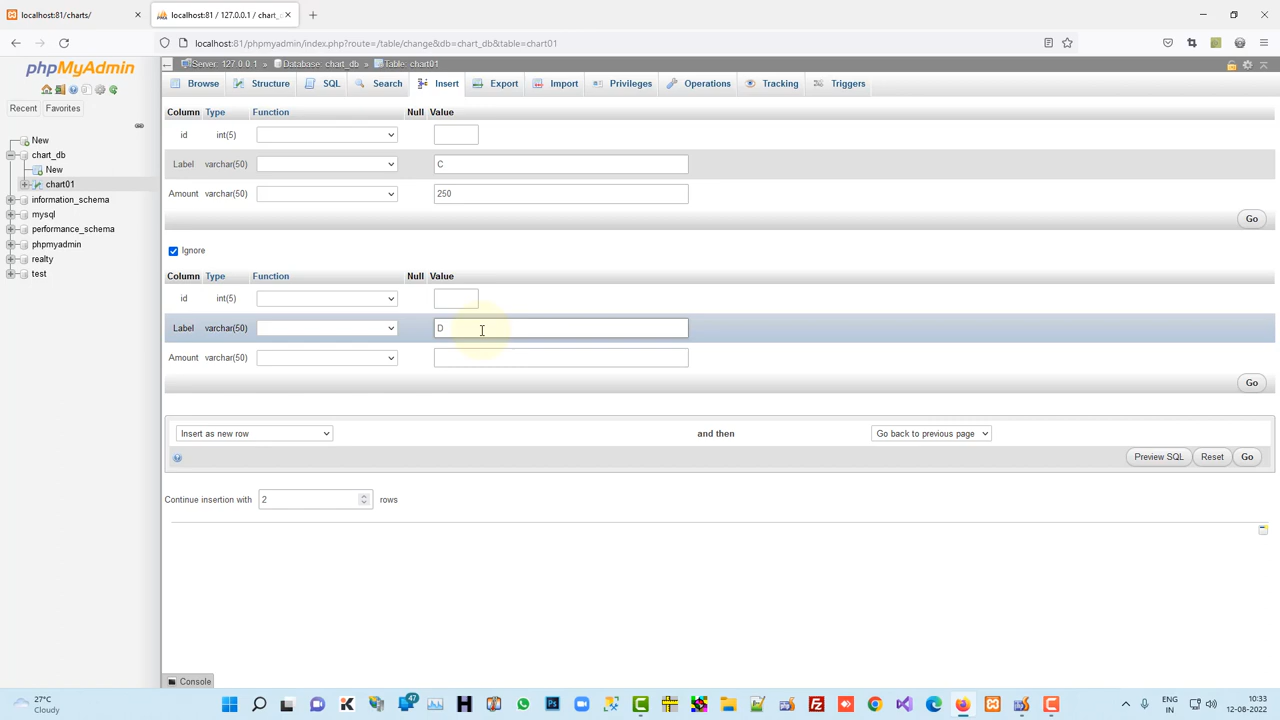 localhost:81/charts/
localhost:81 / 127.0.0.1 / chart_
localhost:81/phpmyadmin/index.php?route=/table/change&db=chart_db&table=chart01
phpMyAdmin
Recent Favorites
New
chart_db
New
chart01
information_schema
mysql
performance_schema
phpmyadmin
realty
test
Server: 127.0.0.1 » Database: chart_db » Table: chart01
Browse Structure SQL Search Insert Export Import Privileges Operations Tracking Triggers
Column Type Function Null Value
id int(5)
Label varchar(50) C
Amount varchar(50) 250
Go
Ignore
Column Type Function Null Value
id int(5)
Label varchar(50) D
Amount varchar(50)
Go
Insert as new row and then Go back to previous page
Preview SQL Reset Go
Continue insertion with 2 rows
Console
27°C
Cloudy
47
ENG
IN
10:33
12-08-2022